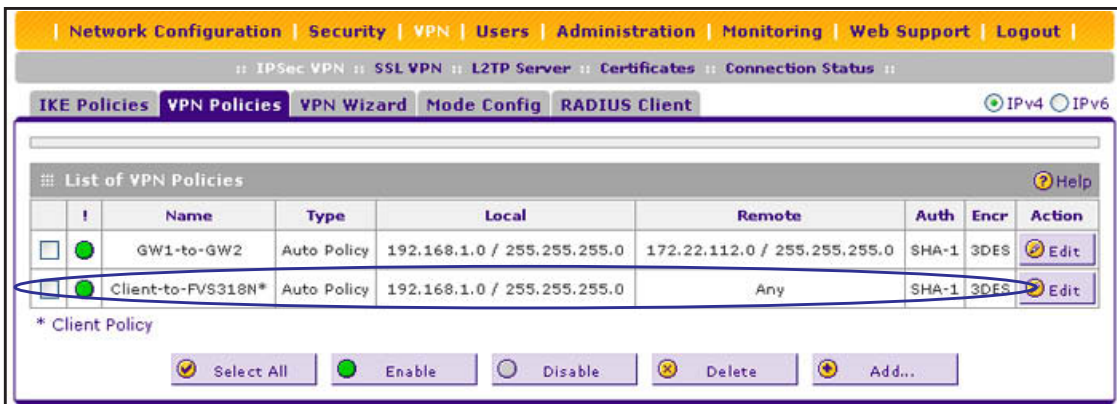 | Network Configuration | Security | VPN | Users | Administration | Monitoring | Web Support | Logout |
:: IPSec VPN :: SSL VPN :: L2TP Server :: Certificates :: Connection Status ::
IKE Policies VPN Policies VPN Wizard Mode Config RADIUS Client IPv4 IPv6
List of VPN Policies ? Help
! Name Type Local Remote Auth Encr Action
GW1-to-GW2 Auto Policy 192.168.1.0 / 255.255.255.0 172.22.112.0 / 255.255.255.0 SHA-1 3DES Edit
Client-to-FVS318N* Auto Policy 192.168.1.0 / 255.255.255.0 Any SHA-1 3DES Edit
* Client Policy
Select All Enable Disable Delete Add...